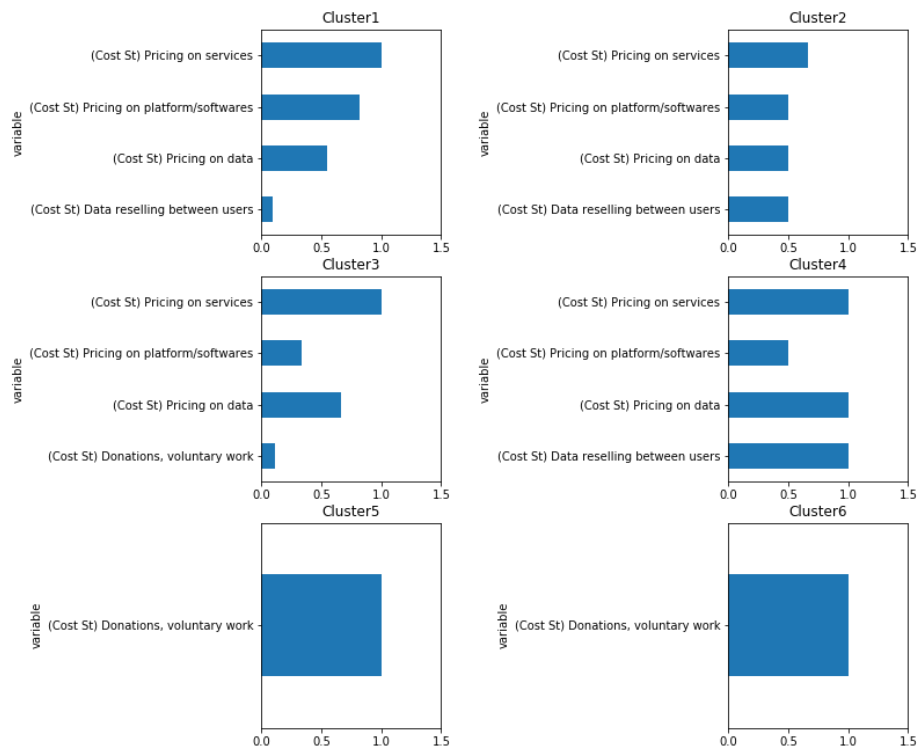 Cluster1
(Cost St) Pricing on services
(Cost St) Pricing on platform/softwares
(Cost St) Pricing on data
(Cost St) Data reselling between users
variable
0.0 0.5 1.0 1.5
Cluster2
(Cost St) Pricing on services
(Cost St) Pricing on platform/softwares
(Cost St) Pricing on data
(Cost St) Data reselling between users
variable
0.0 0.5 1.0 1.5
Cluster3
(Cost St) Pricing on services
(Cost St) Pricing on platform/softwares
(Cost St) Pricing on data
(Cost St) Donations, voluntary work
variable
0.0 0.5 1.0 1.5
Cluster4
(Cost St) Pricing on services
(Cost St) Pricing on platform/softwares
(Cost St) Pricing on data
(Cost St) Data reselling between users
variable
0.0 0.5 1.0 1.5
Cluster5
(Cost St) Donations, voluntary work
variable
0.0 0.5 1.0 1.5
Cluster6
(Cost St) Donations, voluntary work
variable
0.0 0.5 1.0 1.5